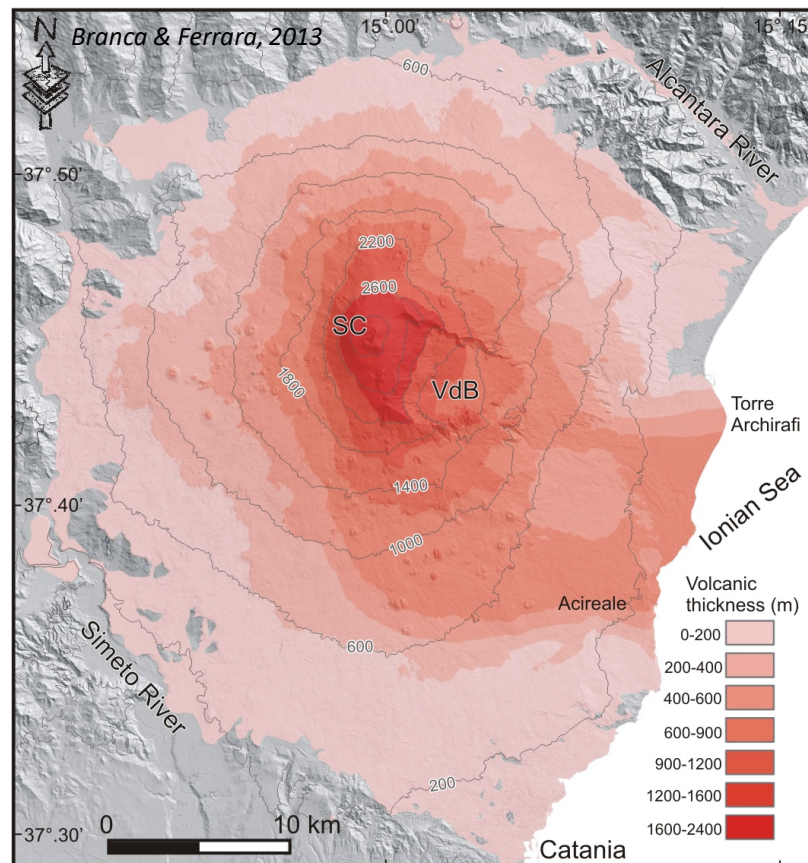 Branca & Ferrara, 2013
N
15°.00'
15°.15'
600
Alcantara River
37°.50'
2200
2600
SC
1800
VdB
Torre
Archirafi
1400
37°.40'
Ionian Sea
1000
Acireale
600
Simeto River
200
Volcanic
thickness (m)
0-200
200-400
400-600
600-900
900-1200
1200-1600
1600-2400
37°.30'
0
10 km
Catania